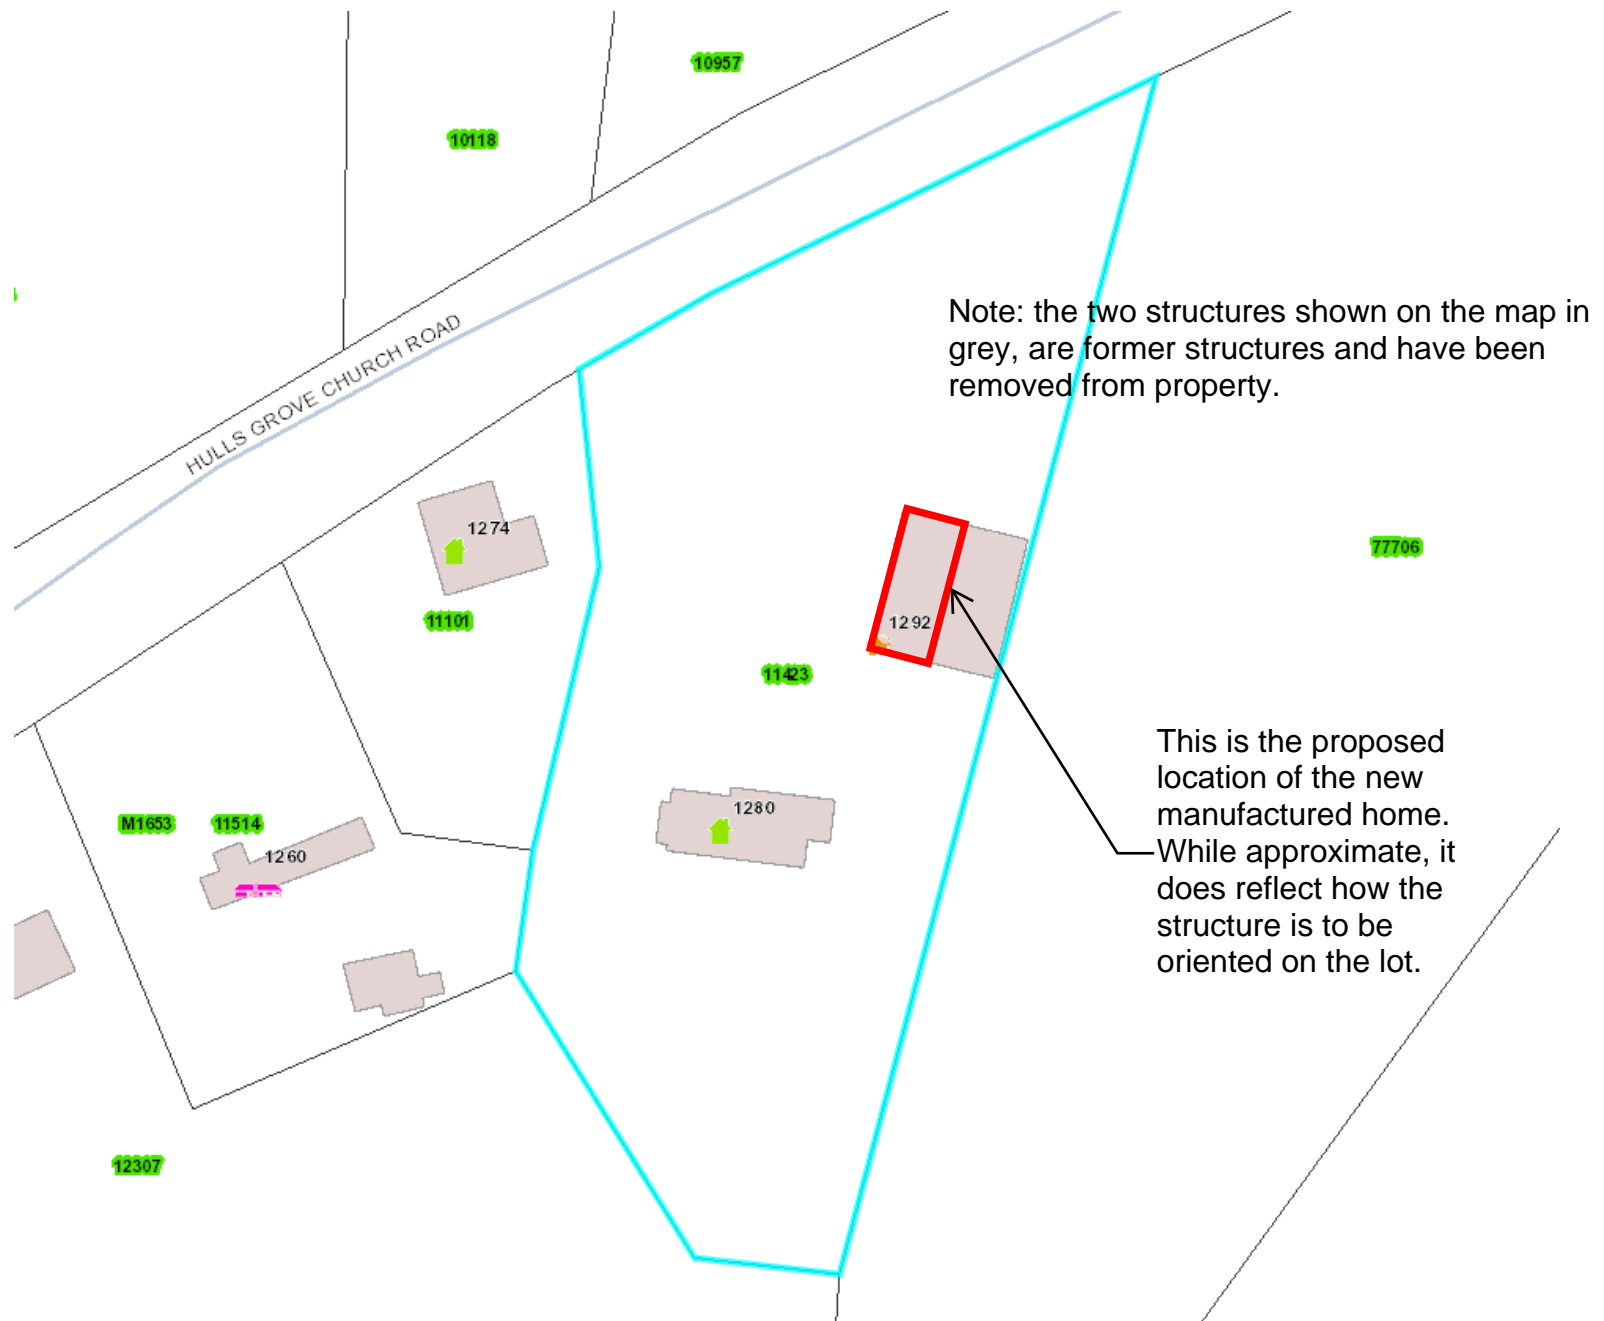 10957
10118
Note: the two structures shown on the map in
grey, are former structures and have been
removed from property.
HULLS GROVE CHURCH ROAD
1274
77706
11101
1292
11423
This is the proposed
location of the new
manufactured home.
While approximate, it
does reflect how the
structure is to be
oriented on the lot.
1280
M1653
11514
1260
12307